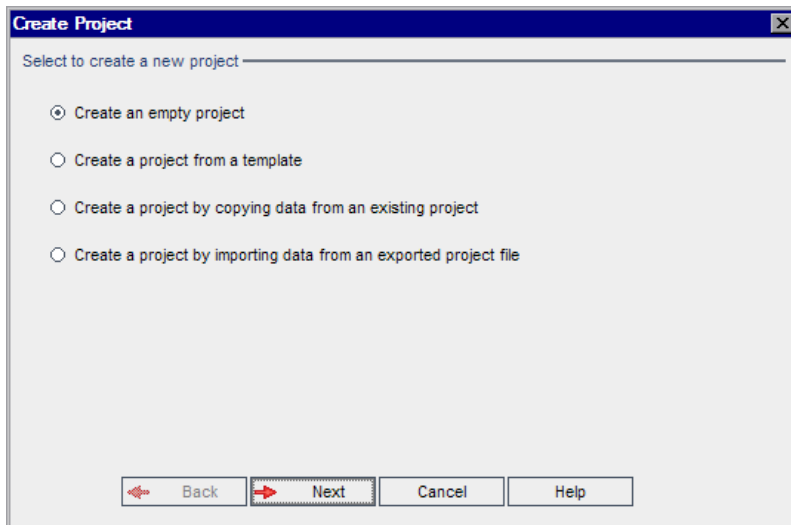 Create Project
Select to create a new project
Create an empty project
Create a project from a template
Create a project by copying data from an existing project
Create a project by importing data from an exported project file
Back Next Cancel Help